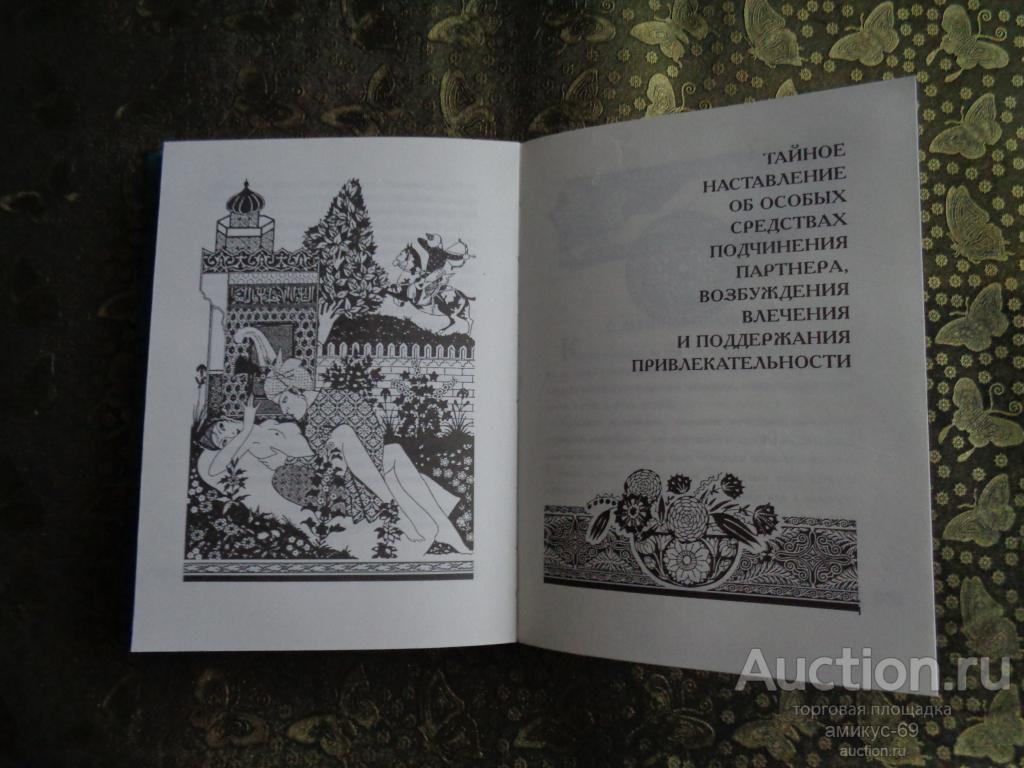 ТАЙНОЕ
НАСТАВЛЕНИЕ
ОБ ОСОБЫХ
СРЕДСТВАХ
ПОДЧИНЕНИЯ
ПАРТНЕРА,
ВОЗБУЖДЕНИЯ
ВЛЕЧЕНИЯ
И ПОДДЕРЖАНИЯ
ПРИВЛЕКАТЕЛЬНОСТИ
Auction.ru
торговая площадка
амикус-69
auction.ru